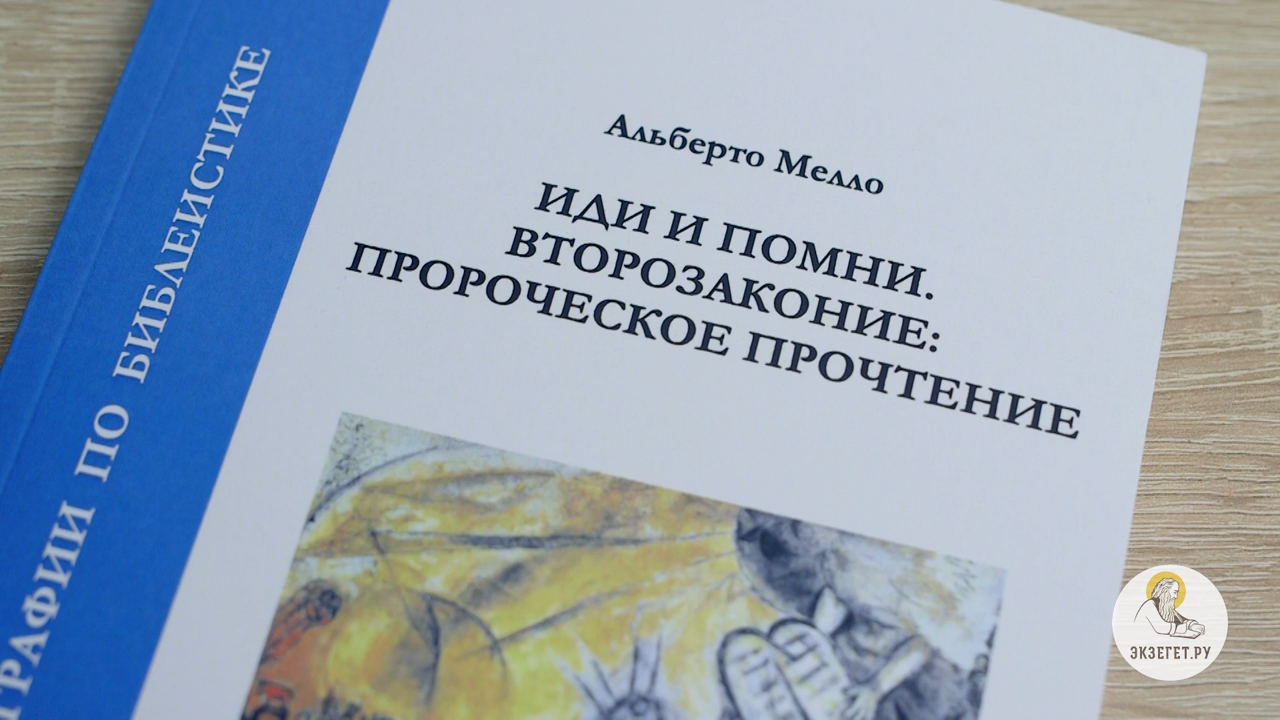 Альберто Мелло
ИДИ И ПОМНИ.
ВТОРОЗАКОНИЕ:
ПРОРОЧЕСКОЕ ПРОЧТЕНИЕ
ГРАФИИ ПО БИБЛЕИСТИКЕ
ЭКЗЕГЕТ.РУ